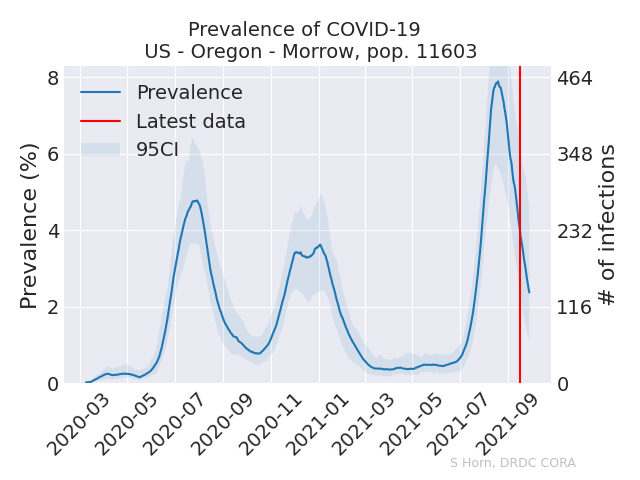 Prevalence of COVID-19
US - Oregon - Morrow, pop. 11603
Prevalence (%)
8
6
4
2
0
Prevalence
Latest data
95CI
464
348
232
116
0
# of infections
2020-03
2020-05
2020-07
2020-09
2020-11
2021-01
2021-03
2021-05
2021-07
2021-09
S Horn, DRDC CORA